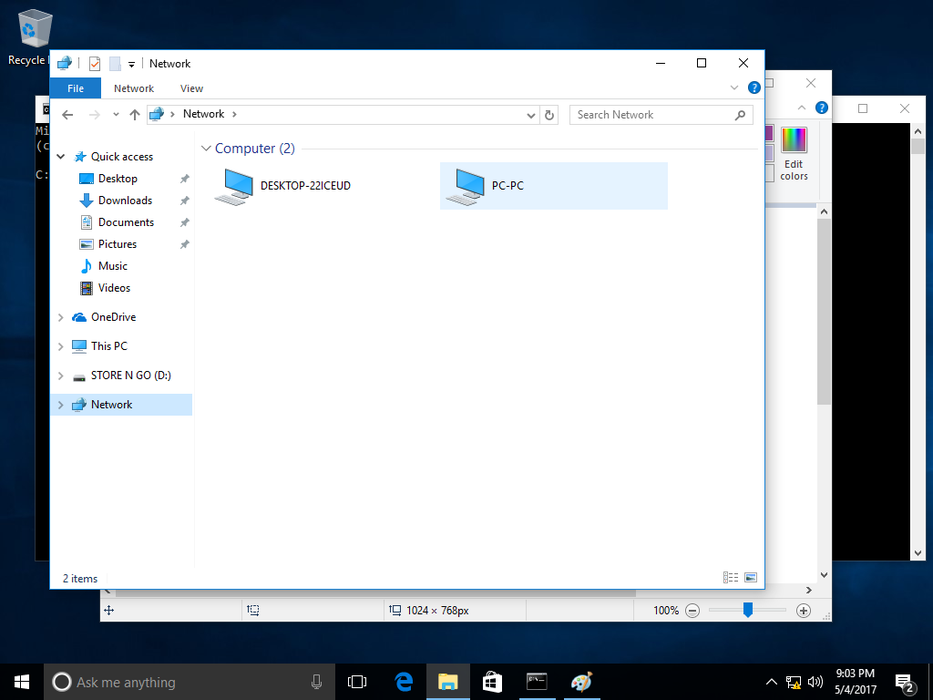 Recycle
Network
File
Network
View
Network
Search Network
Mi
(c
C:
Edit
colors
Quick access
Desktop
Downloads
Documents
Pictures
Music
Videos
OneDrive
This PC
STORE N GO (D:)
Network
Computer (2)
DESKTOP-22ICEUD
PC-PC
2 items
1024 × 768px
100%
Ask me anything
9:03 PM
5/4/2017
2